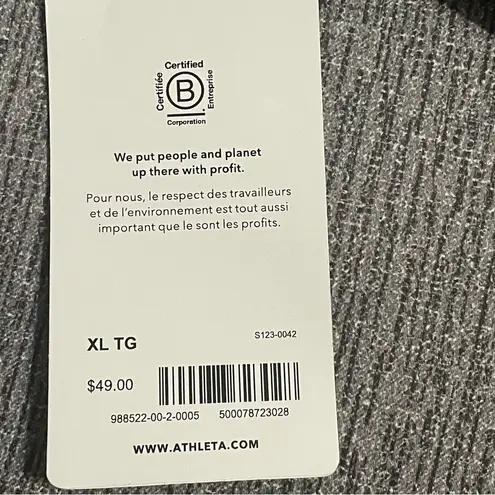 Certified
Certifiée
B
Entreprise
Corporation
We put people and planet
up there with profit.
Pour nous, le respect des travailleurs
et de l'environnement est tout aussi
important que le sont les profits.
S123-0042
XL TG
$49.00
988522-00-2-0005 500078723028
WWW.ATHLETA.COM